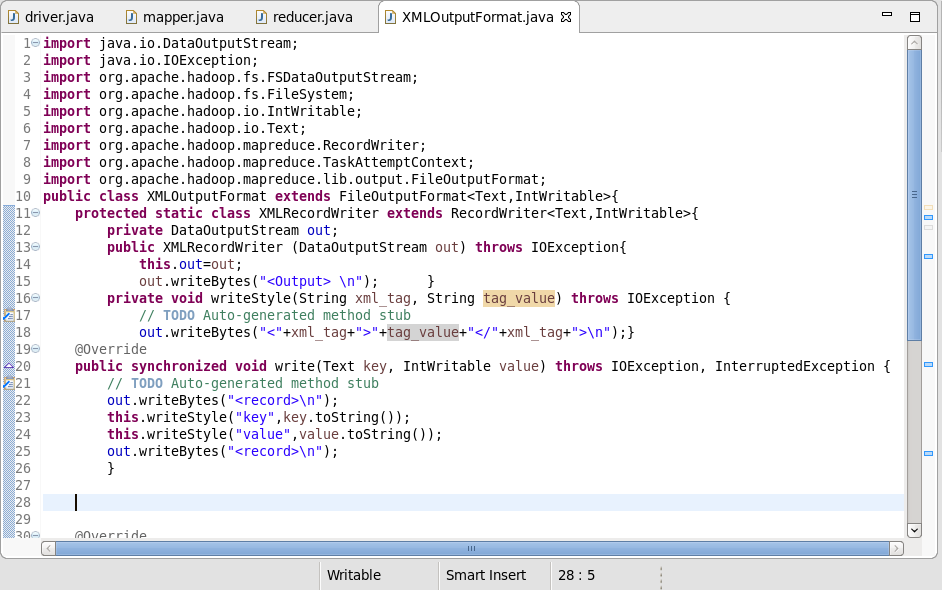 driver.java mapper.java reducer.java XMLOutputFormat.java
1 import java.io.DataOutputStream;
2 import java.io.IOException;
3 import org.apache.hadoop.fs.FSDataOutputStream;
4 import org.apache.hadoop.fs.FileSystem;
5 import org.apache.hadoop.io.IntWritable;
6 import org.apache.hadoop.io.Text;
7 import org.apache.hadoop.mapreduce.RecordWriter;
8 import org.apache.hadoop.mapreduce.TaskAttemptContext;
9 import org.apache.hadoop.mapreduce.lib.output.FileOutputFormat;
10 public class XMLOutputFormat extends FileOutputFormat<Text,IntWritable>{
11     protected static class XMLRecordWriter extends RecordWriter<Text,IntWritable>{
12         private DataOutputStream out;
13         public XMLRecordWriter (DataOutputStream out) throws IOException{
14             this.out=out;
15             out.writeBytes("<Output> \n");      }
16         private void writeStyle(String xml_tag, String tag_value) throws IOException {
17             // TODO Auto-generated method stub
18             out.writeBytes("<"+xml_tag+">"+tag_value+"</"+xml_tag+">\n");}
19     @Override
20     public synchronized void write(Text key, IntWritable value) throws IOException, InterruptedException {
21         // TODO Auto-generated method stub
22         out.writeBytes("<record>\n");
23         this.writeStyle("key",key.toString());
24         this.writeStyle("value",value.toString());
25         out.writeBytes("<record>\n");
26         }
27
28
29
30     @Override
Writable Smart Insert 28 : 5